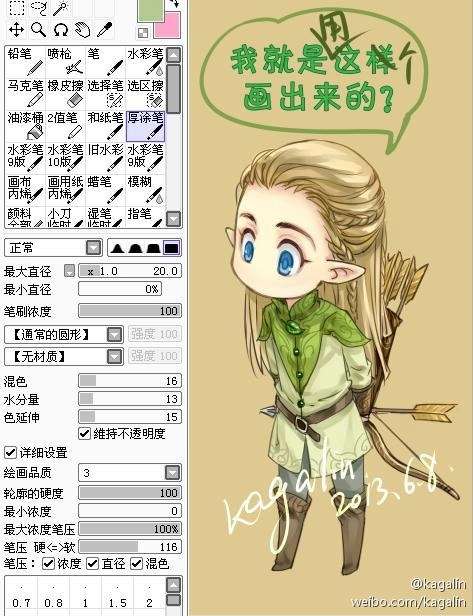 铅笔 喷枪 笔 水彩笔
马克笔 橡皮擦 选择笔 选区擦
油漆桶 2值笔 和纸笔 厚涂笔
水彩笔9版 水彩笔10版 旧水彩 水彩笔9版
画布丙烯 画用纸丙烯 蜡笔 模糊
颜料 小刀 湿笔 指笔
正常
最大直径 x 1.0 20.0
最小直径 0%
笔刷浓度 100
【通常的圆形】 强度 100
【无材质】 强度 100
混色 16
水分量 13
色延伸 15
维持不透明度
详细设置
绘画品质 3
轮廓的硬度 100
最小浓度 0
最大浓度笔压 100%
笔压 硬<=>软 116
笔压: 浓度 直径 混色
0.7 0.8 1 1.5 2
用
我就是这样个
画出来的?
kagalin
2013.6.8.
@kagalin
weibo.com/kagalin